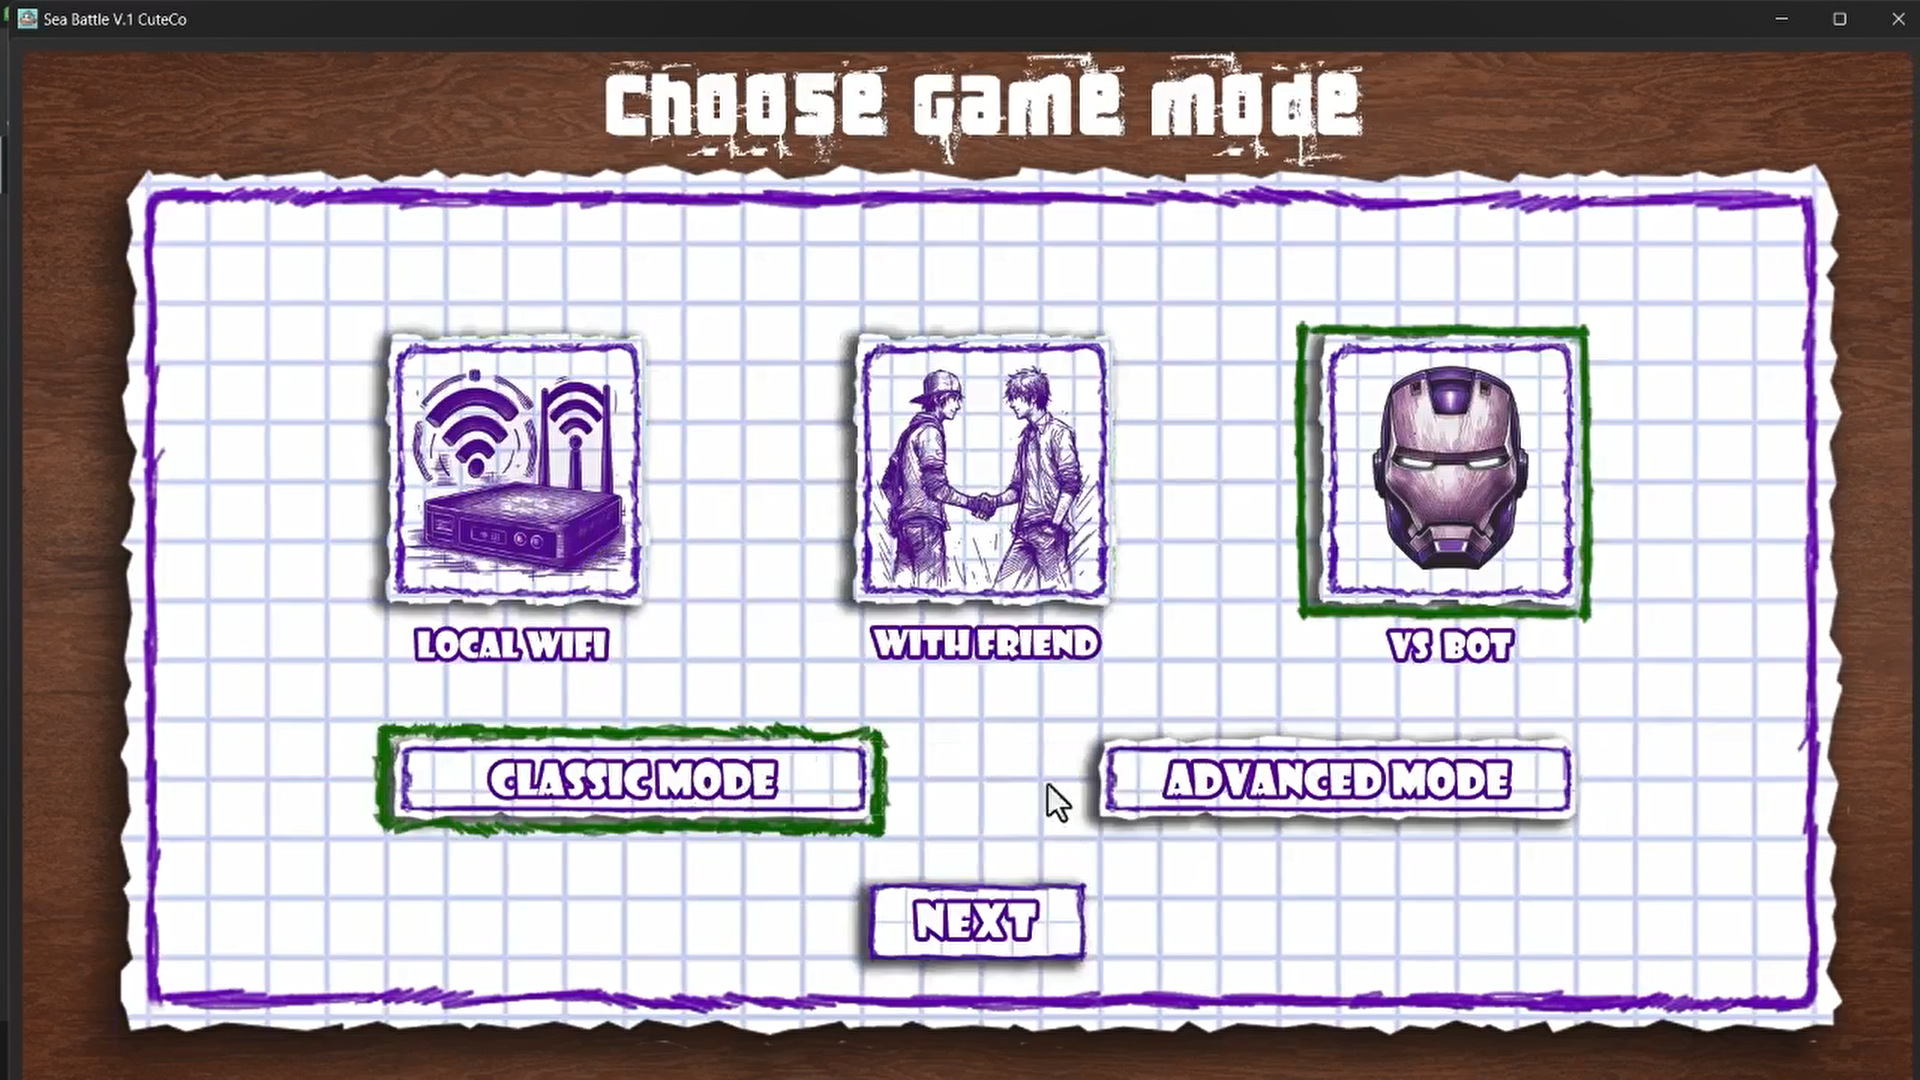 Sea Battle V.1 CuteCo
Choose Game Mode
LOCAL WIFI
WITH FRIEND
VS BOT
CLASSIC MODE
ADVANCED MODE
NEXT